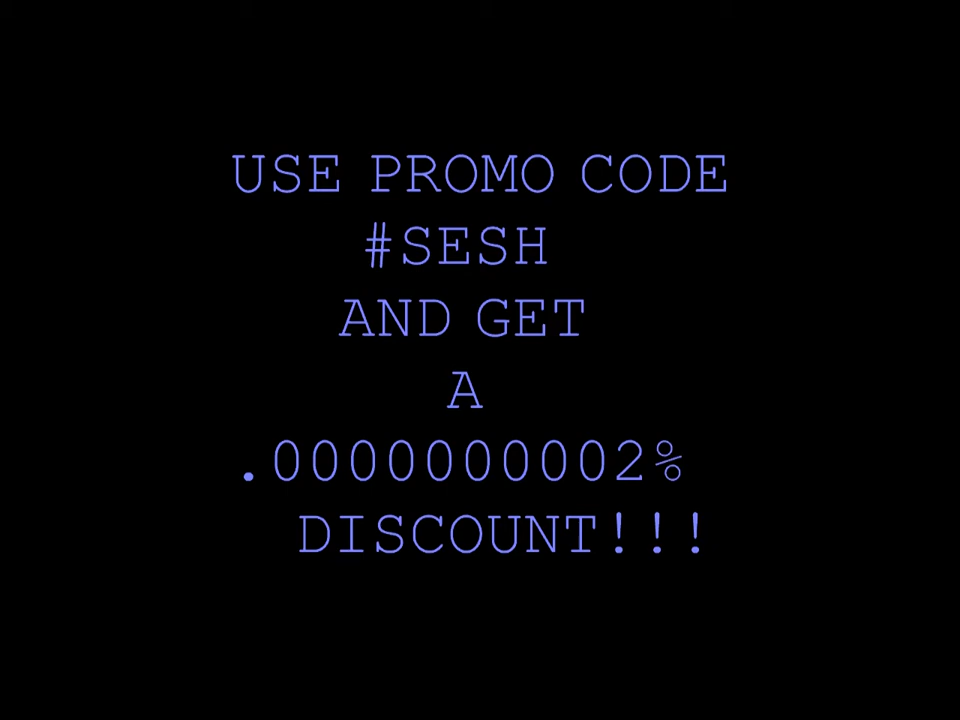 USE PROMO CODE
#SESH
AND GET
A
.0000000002%
DISCOUNT!!!